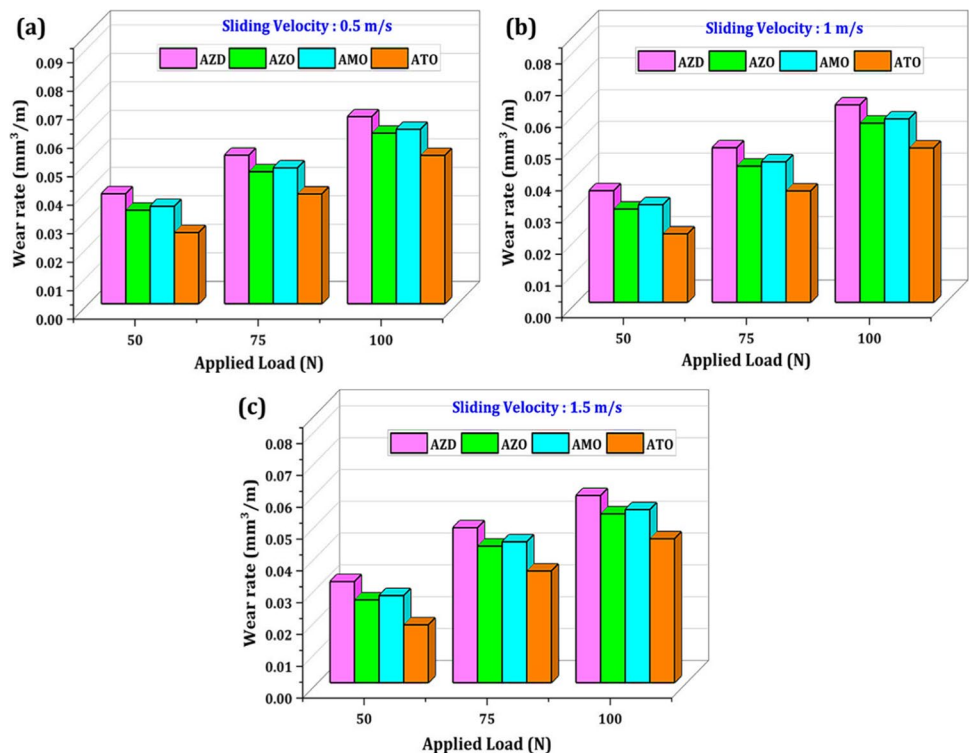 (a)
Sliding Velocity : 0.5 m/s
AZD AZO AMO ATO
Wear rate (mm³/m)
0.09
0.08
0.07
0.06
0.05
0.04
0.03
0.02
0.01
0.00
50 75 100
Applied Load (N)
(b)
Sliding Velocity : 1 m/s
AZD AZO AMO ATO
Wear rate (mm³/m)
0.08
0.07
0.06
0.05
0.04
0.03
0.02
0.01
0.00
50 75 100
Applied Load (N)
(c)
Sliding Velocity : 1.5 m/s
AZD AZO AMO ATO
Wear rate (mm³/m)
0.08
0.07
0.06
0.05
0.04
0.03
0.02
0.01
0.00
50 75 100
Applied Load (N)